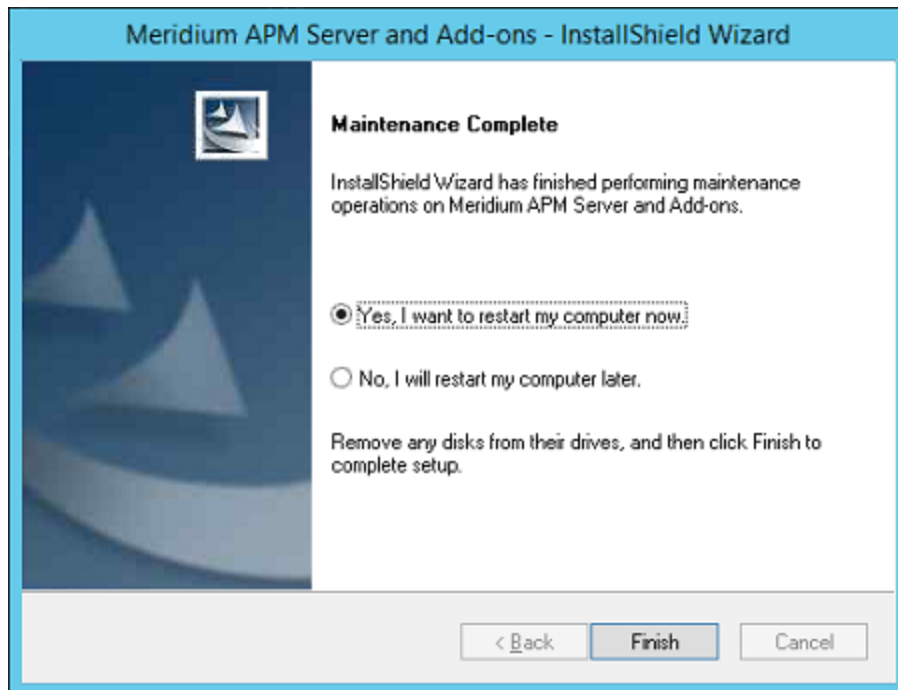 Meridium APM Server and Add-ons - InstallShield Wizard
Maintenance Complete
InstallShield Wizard has finished performing maintenance
operations on Meridium APM Server and Add-ons.
Yes, I want to restart my computer now.
No, I will restart my computer later.
Remove any disks from their drives, and then click Finish to
complete setup.
< Back Finish Cancel